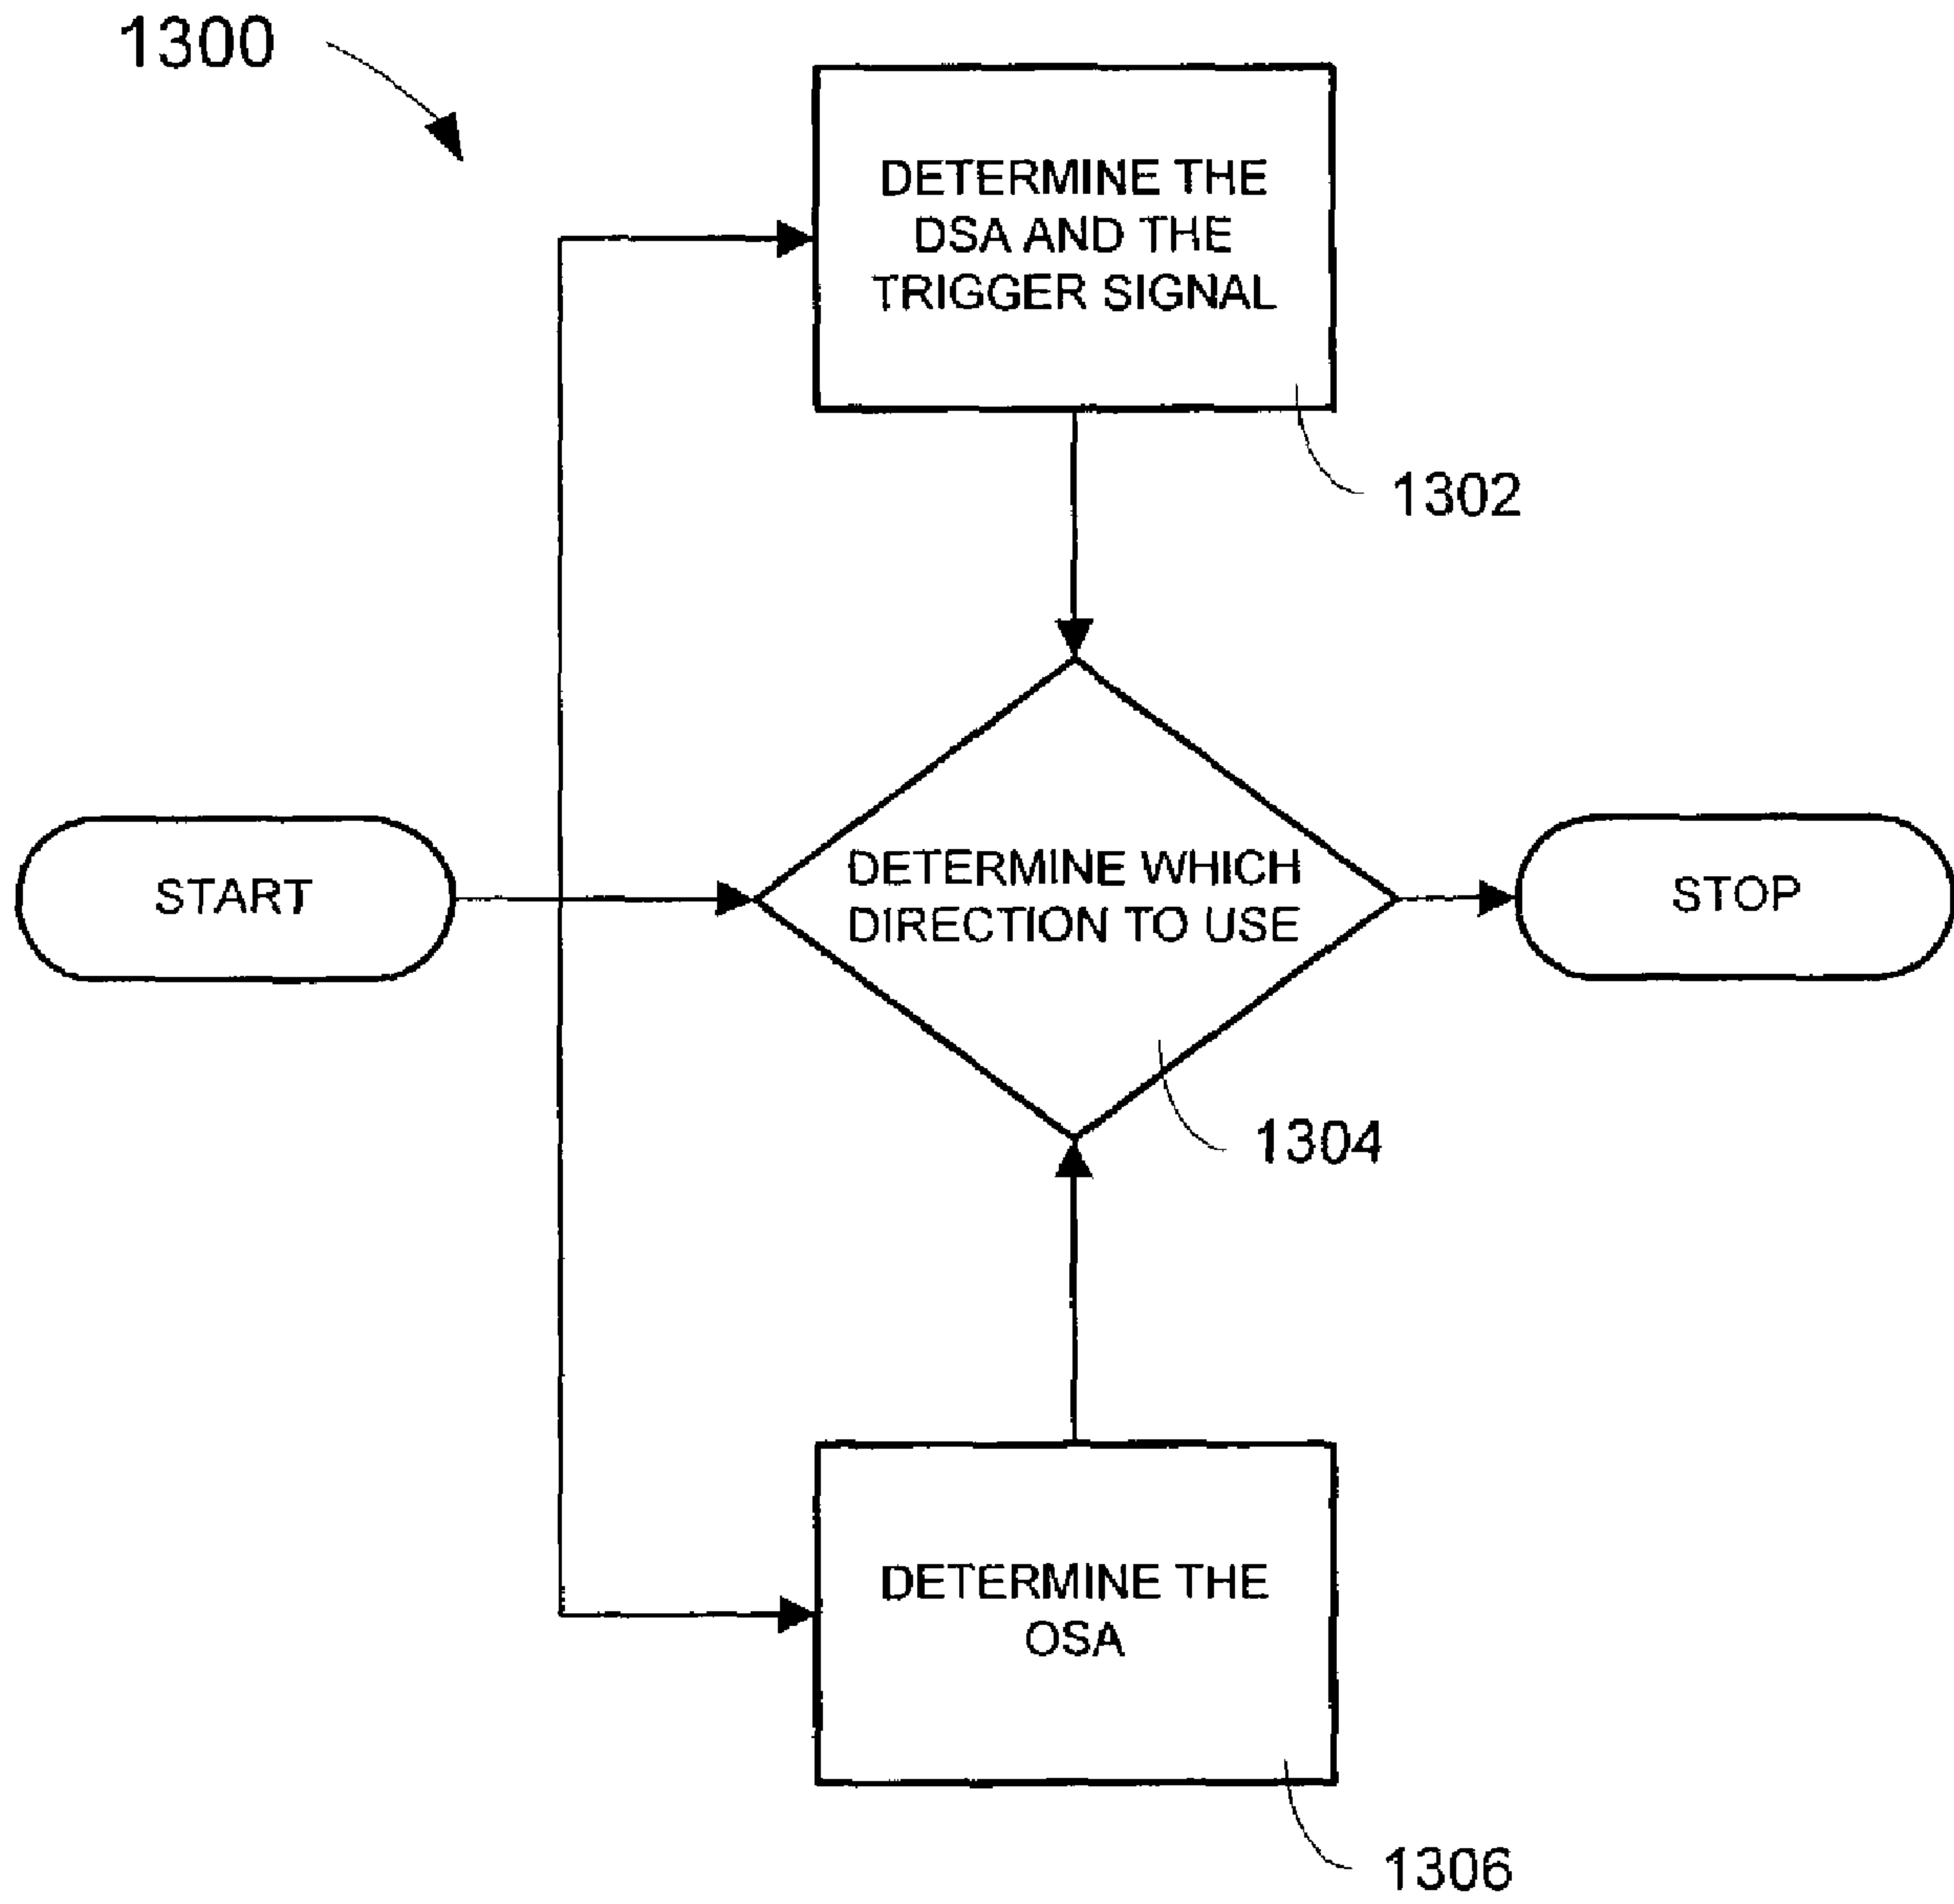 1300
DETERMINE THE
DSA AND THE
TRIGGER SIGNAL
1302
START
DETERMINE WHICH
DIRECTION TO USE
STOP
1304
DETERMINE THE
OSA
1306